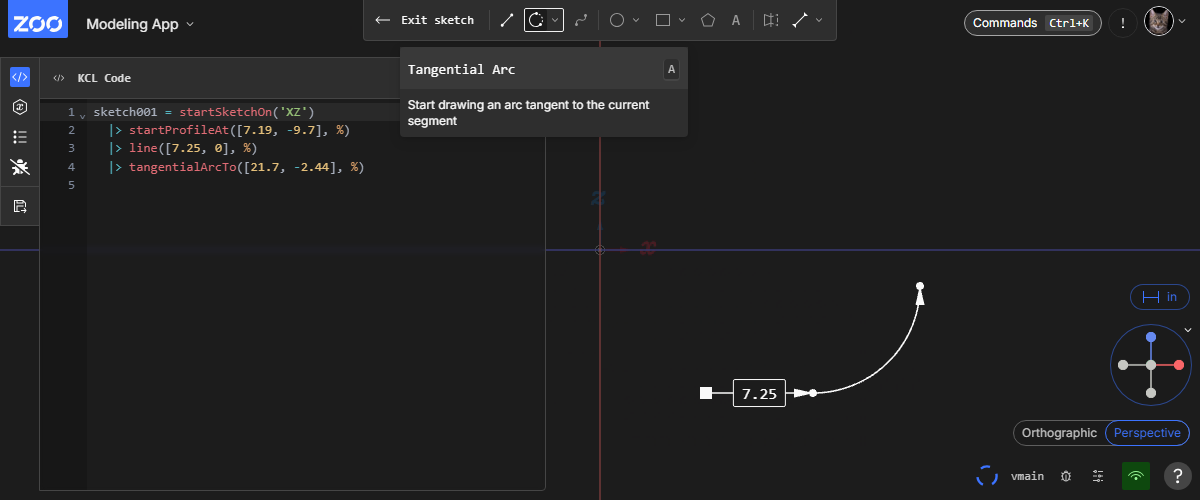 ZOO
Modeling App
Exit sketch
A
Commands Ctrl+K
!
Tangential Arc A
Start drawing an arc tangent to the current
segment
</> KCL Code
1 sketch001 = startSketchOn('XZ')
2 |> startProfileAt([7.19, -9.7], %)
3 |> line([7.25, 0], %)
4 |> tangentialArcTo([21.7, -2.44], %)
5
z
x
in
7.25
Orthographic Perspective
vmain
?